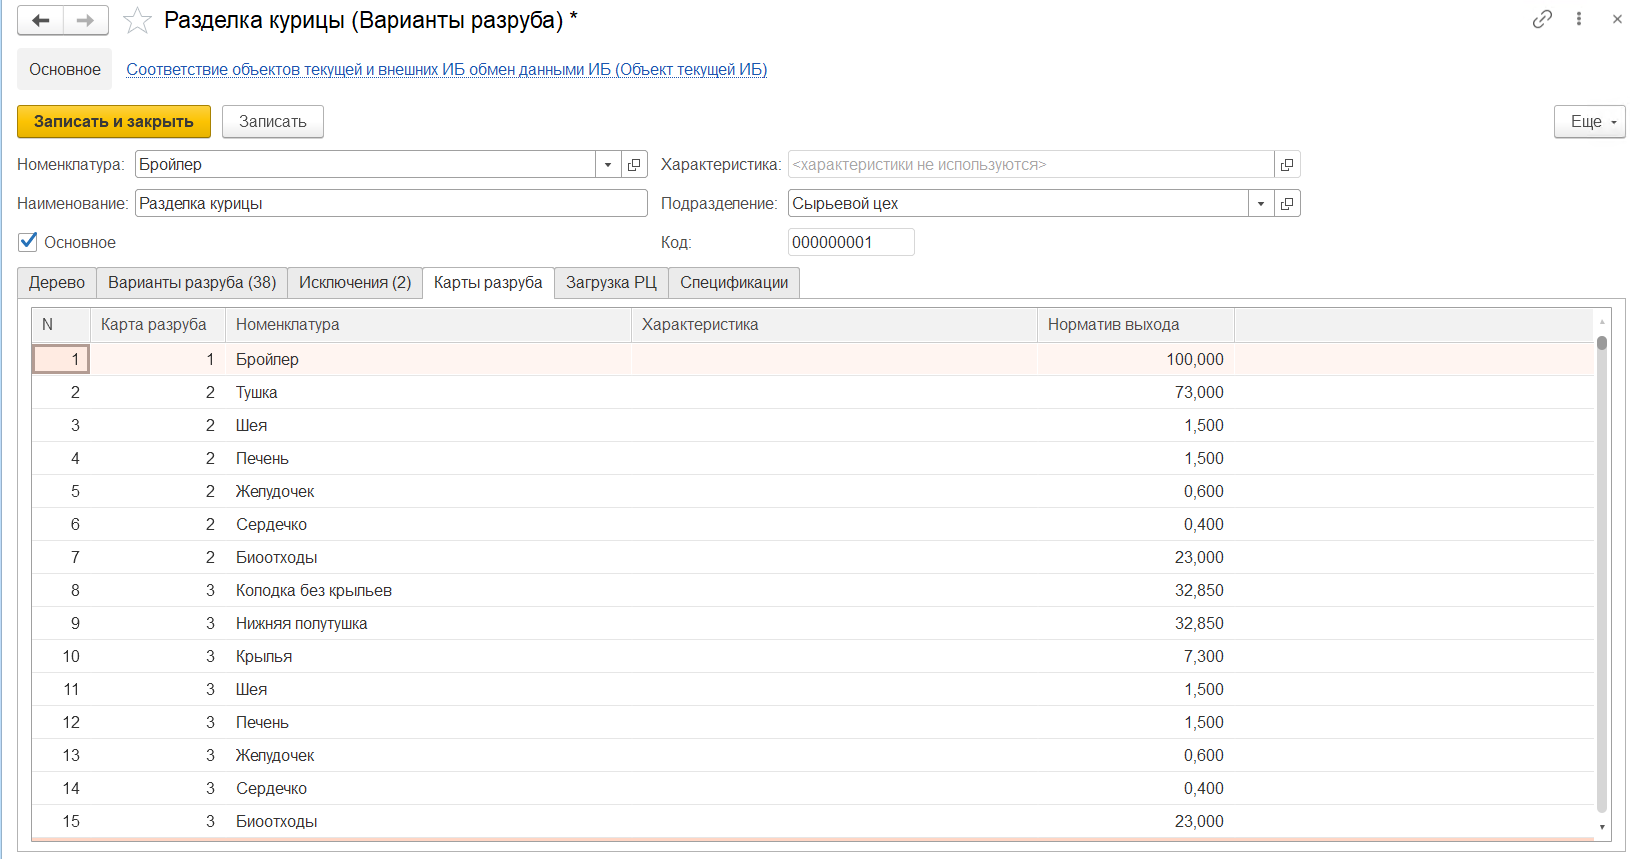 Разделка курицы (Варианты разруба) *
Основное Соответствие объектов текущей и внешних ИБ обмен данными ИБ (Объект текущей ИБ)
Записать и закрыть Записать Еще
Номенклатура: Бройлер Характеристика: <характеристики не используются>
Наименование: Разделка курицы Подразделение: Сырьевой цех
Основное Код: 000000001
Дерево Варианты разруба (38) Исключения (2) Карты разруба Загрузка РЦ Спецификации
N Карта разруба Номенклатура Характеристика Норматив выхода
1 1 Бройлер 100,000
2 2 Тушка 73,000
3 2 Шея 1,500
4 2 Печень 1,500
5 2 Желудочек 0,600
6 2 Сердечко 0,400
7 2 Биоотходы 23,000
8 3 Колодка без крыльев 32,850
9 3 Нижняя полутушка 32,850
10 3 Крылья 7,300
11 3 Шея 1,500
12 3 Печень 1,500
13 3 Желудочек 0,600
14 3 Сердечко 0,400
15 3 Биоотходы 23,000